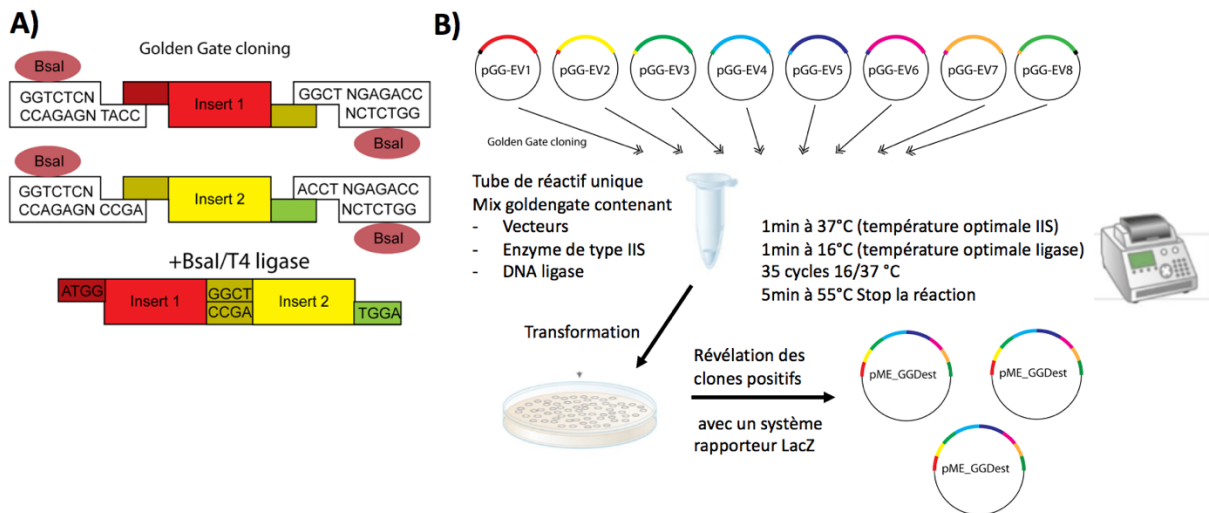 A)
Golden Gate cloning
BsaI
GGTCTCN
CCAGAGN TACC
Insert 1
GGCT NGAGACC
NCTCTGG
BsaI
BsaI
GGTCTCN
CCAGAGN CCGA
Insert 2
ACCT NGAGACC
NCTCTGG
BsaI
+BsaI/T4 ligase
ATGG
Insert 1
GGCT
CCGA
Insert 2
TGGA
B)
pGG-EV1
pGG-EV2
pGG-EV3
pGG-EV4
pGG-EV5
pGG-EV6
pGG-EV7
pGG-EV8
Golden Gate cloning
Tube de réactif unique
Mix goldengate contenant
- Vecteurs
- Enzyme de type IIS
- DNA ligase
1min à 37°C (température optimale IIS)
1min à 16°C (température optimale ligase)
35 cycles 16/37 °C
5min à 55°C Stop la réaction
Transformation
Révélation des
clones positifs
avec un système
rapporteur LacZ
pME_GGDest
pME_GGDest
pME_GGDest